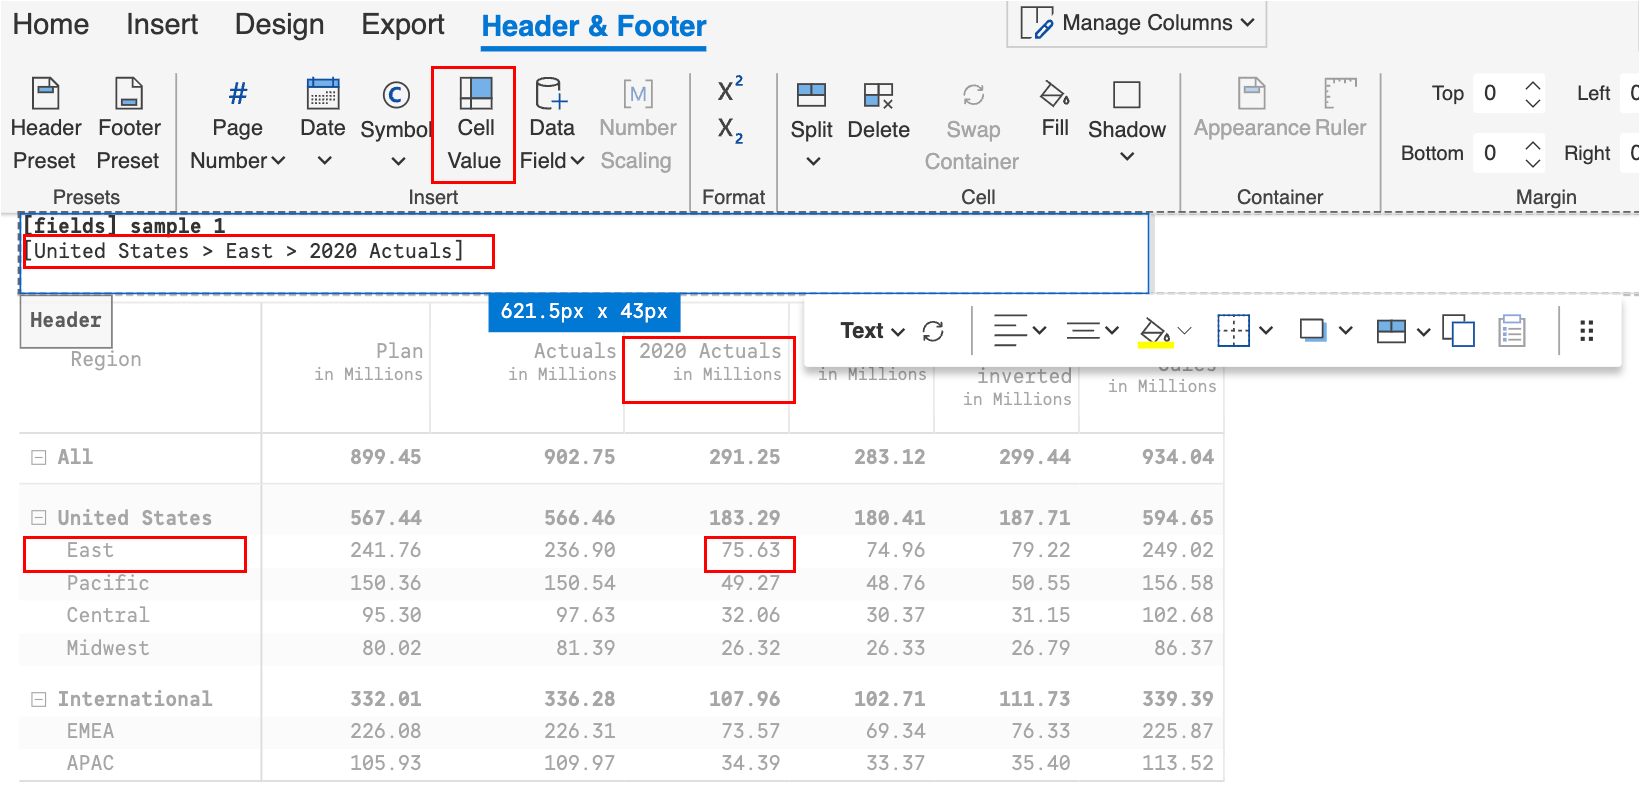 Home Insert Design Export Header & Footer Manage Columns
Header Preset Footer Preset # Page Number Date Symbol Cell Value Data Field [M] Number Scaling X² X₂ Split Delete Swap Container Fill Shadow Appearance Ruler Top 0 Left 0
Bottom 0 Right 0
Presets Insert Format Cell Container Margin
[fields] sample 1
[United States > East > 2020 Actuals]
Header 621.5px x 43px Text
Region Plan Actuals 2020 Actuals
in Millions in Millions in Millions in Millions inverted in Millions in Millions
All 899.45 902.75 291.25 283.12 299.44 934.04
United States 567.44 566.46 183.29 180.41 187.71 594.65
East 241.76 236.90 75.63 74.96 79.22 249.02
Pacific 150.36 150.54 49.27 48.76 50.55 156.58
Central 95.30 97.63 32.06 30.37 31.15 102.68
Midwest 80.02 81.39 26.32 26.33 26.79 86.37
International 332.01 336.28 107.96 102.71 111.73 339.39
EMEA 226.08 226.31 73.57 69.34 76.33 225.87
APAC 105.93 109.97 34.39 33.37 35.40 113.52